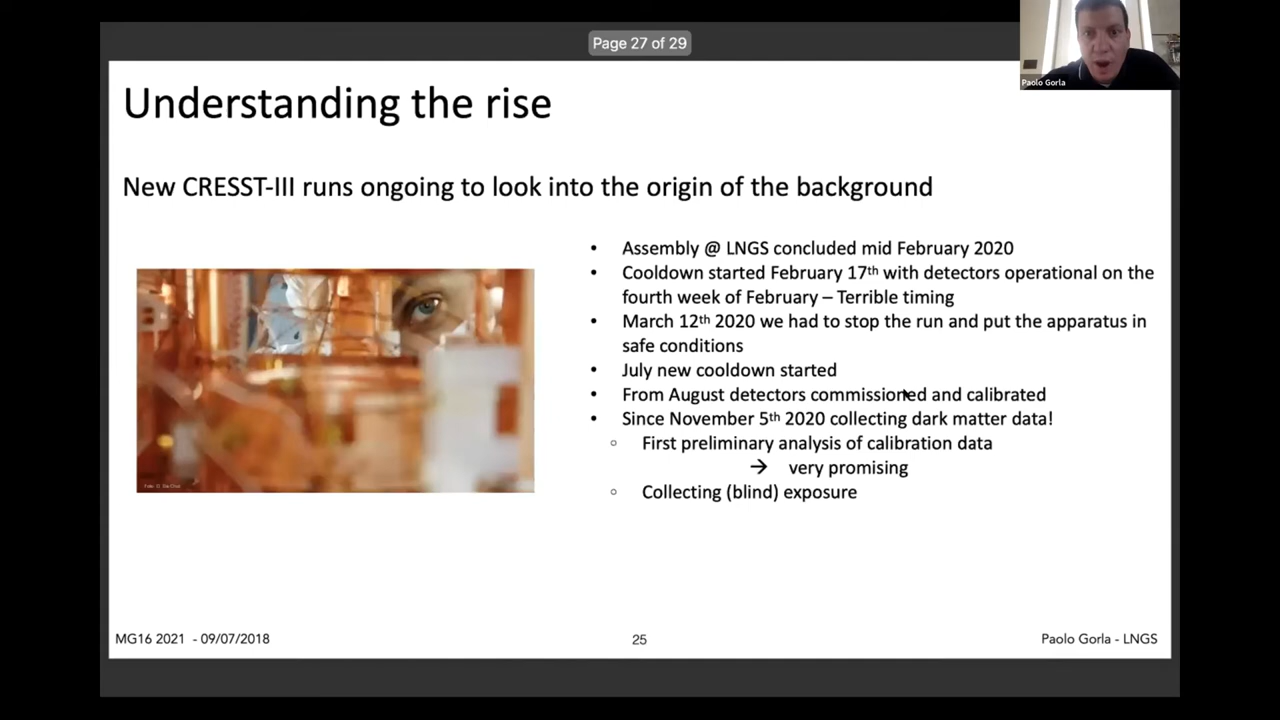 Page 27 of 29
Paolo Gorla
Understanding the rise
New CRESST-III runs ongoing to look into the origin of the background
• Assembly @ LNGS concluded mid February 2020
• Cooldown started February 17th with detectors operational on the
fourth week of February – Terrible timing
• March 12th 2020 we had to stop the run and put the apparatus in
safe conditions
• July new cooldown started
• From August detectors commissioned and calibrated
• Since November 5th 2020 collecting dark matter data!
○ First preliminary analysis of calibration data
→ very promising
○ Collecting (blind) exposure
MG16 2021 - 09/07/2018
25
Paolo Gorla - LNGS